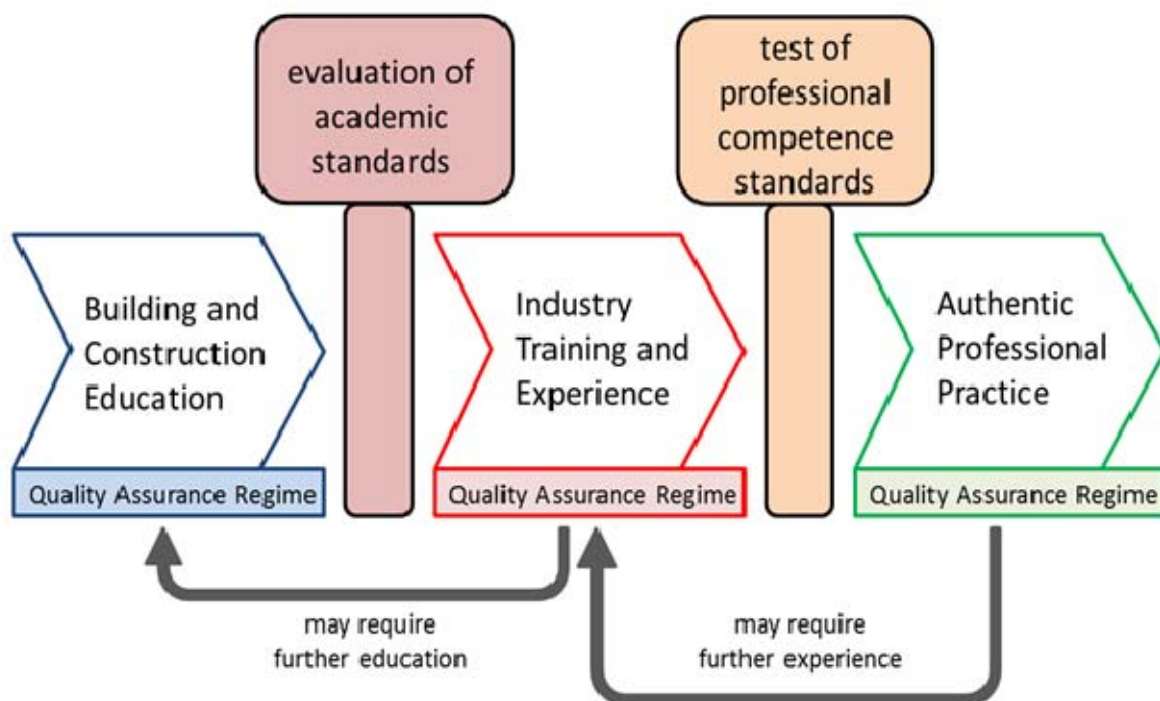 evaluation of
academic
standards
test of
professional
competence
standards
Building and
Construction
Education
Industry
Training and
Experience
Authentic
Professional
Practice
Quality Assurance Regime
Quality Assurance Regime
Quality Assurance Regime
may require
further education
may require
further experience